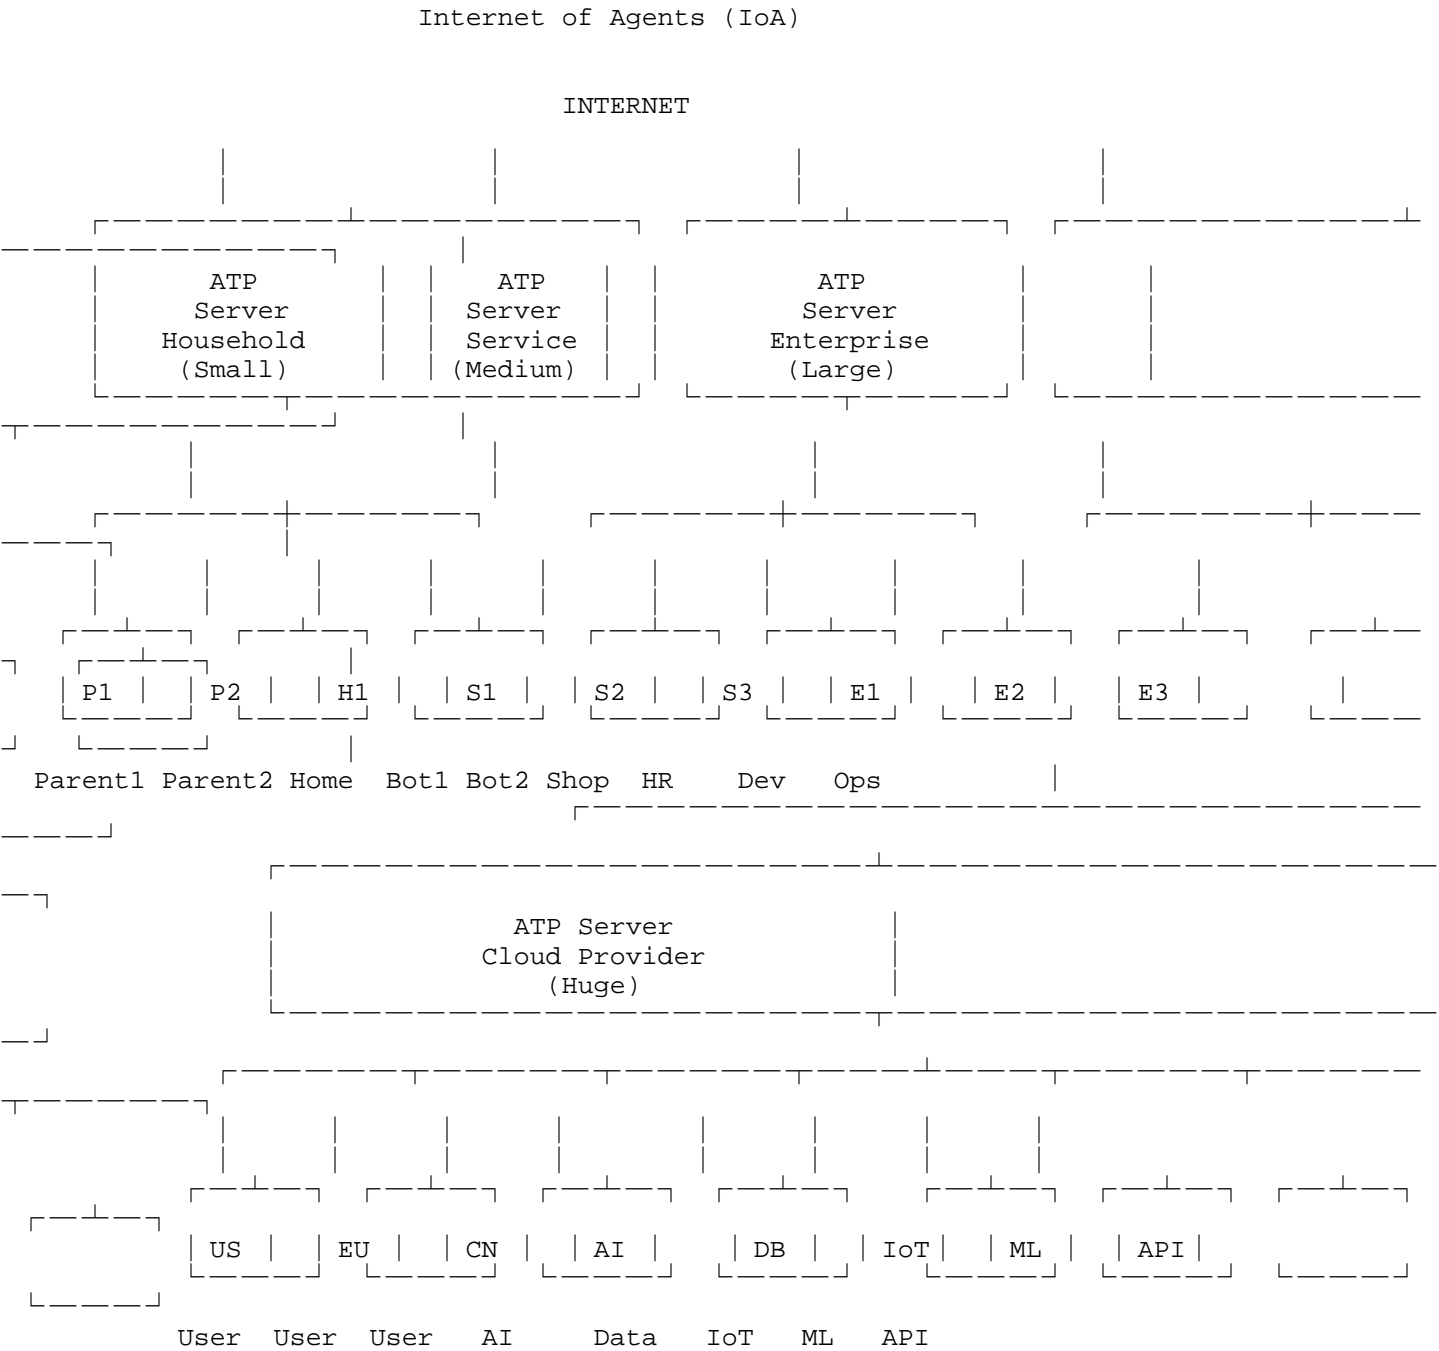 Internet of Agents (IoA)
INTERNET
ATP ATP ATP
Server Server Server
Household Service Enterprise
(Small) (Medium) (Large)
P1 P2 H1 S1 S2 S3 E1 E2 E3
Parent1 Parent2 Home Bot1 Bot2 Shop HR Dev Ops
ATP Server
Cloud Provider
(Huge)
US EU CN AI DB IoT ML API
User User User AI Data IoT ML API